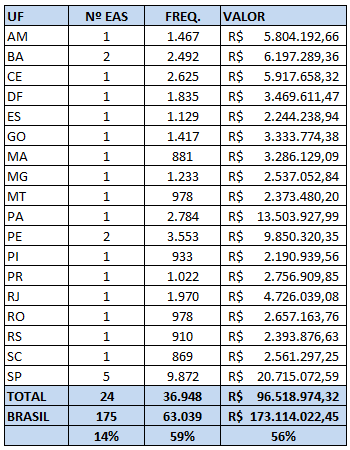 UF Nº EAS FREQ. VALOR
AM 1 1.467 R$ 5.804.192,66
BA 2 2.492 R$ 6.197.289,36
CE 1 2.625 R$ 5.917.658,32
DF 1 1.835 R$ 3.469.611,47
ES 1 1.129 R$ 2.244.238,94
GO 1 1.417 R$ 3.333.774,38
MA 1 881 R$ 3.286.129,09
MG 1 1.233 R$ 2.537.052,84
MT 1 978 R$ 2.373.480,20
PA 1 2.784 R$ 13.503.927,99
PE 2 3.553 R$ 9.850.320,35
PI 1 933 R$ 2.190.939,56
PR 1 1.022 R$ 2.756.909,85
RJ 1 1.970 R$ 4.726.039,08
RO 1 978 R$ 2.657.163,76
RS 1 910 R$ 2.393.876,63
SC 1 869 R$ 2.561.297,25
SP 5 9.872 R$ 20.715.072,59
TOTAL 24 36.948 R$ 96.518.974,32
BRASIL 175 63.039 R$ 173.114.022,45
14% 59% 56%